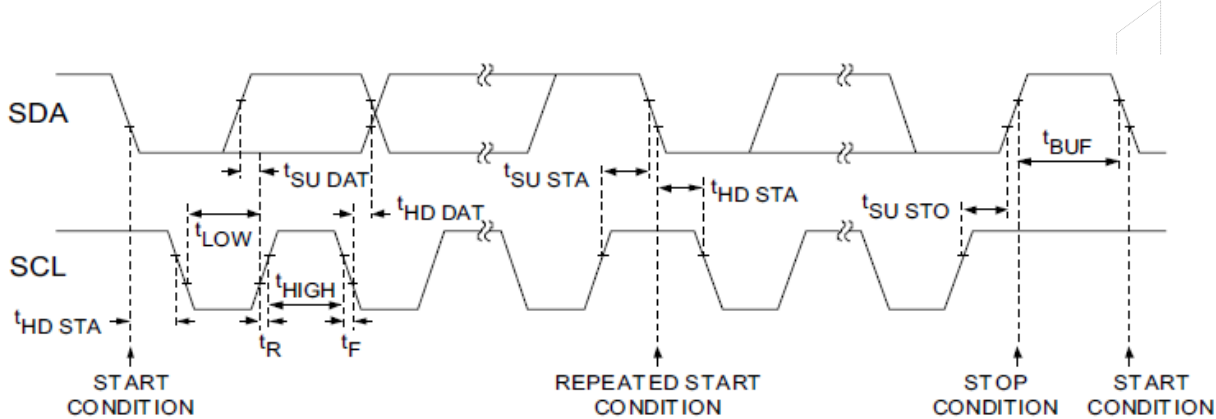 SDA
tSU DAT
tSU STA
tBUF
tHD DAT
tHD STA
tSU STO
tLOW
SCL
tHIGH
tHD STA
tR
tF
START
CONDITION
REPEATED START
CONDITION
STOP
CONDITION
START
CONDITION